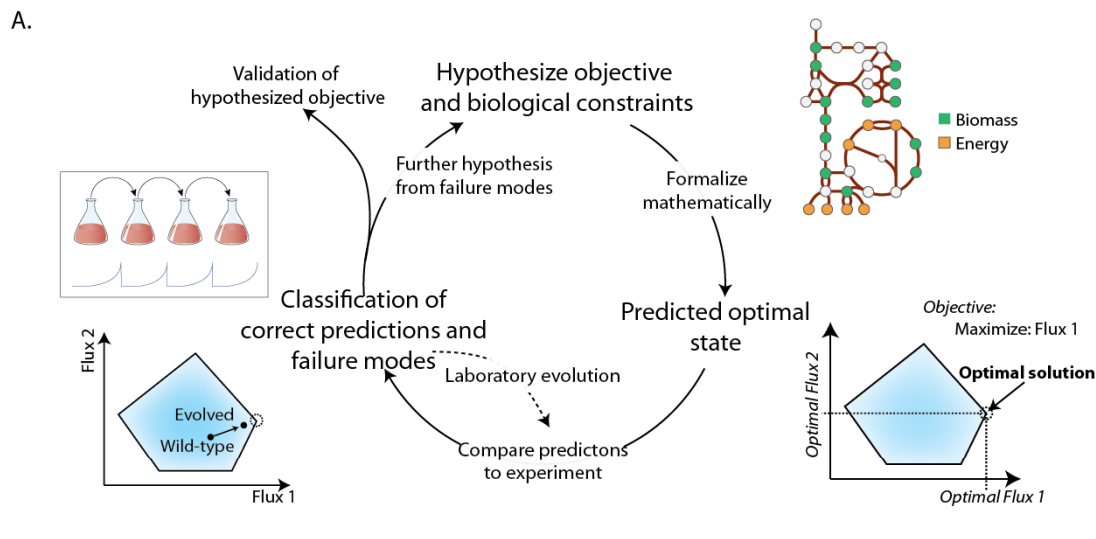 A.
Validation of
hypothesized objective
Hypothesize objective
and biological constraints
Biomass
Energy
Further hypothesis
from failure modes
Formalize
mathematically
Classification of
correct predictions and
failure modes
Predicted optimal
state
Laboratory evolution
Compare predictons
to experiment
Flux 2
Evolved
Wild-type
Flux 1
Objective:
Maximize: Flux 1
Optimal solution
Optimal Flux 2
Optimal Flux 1